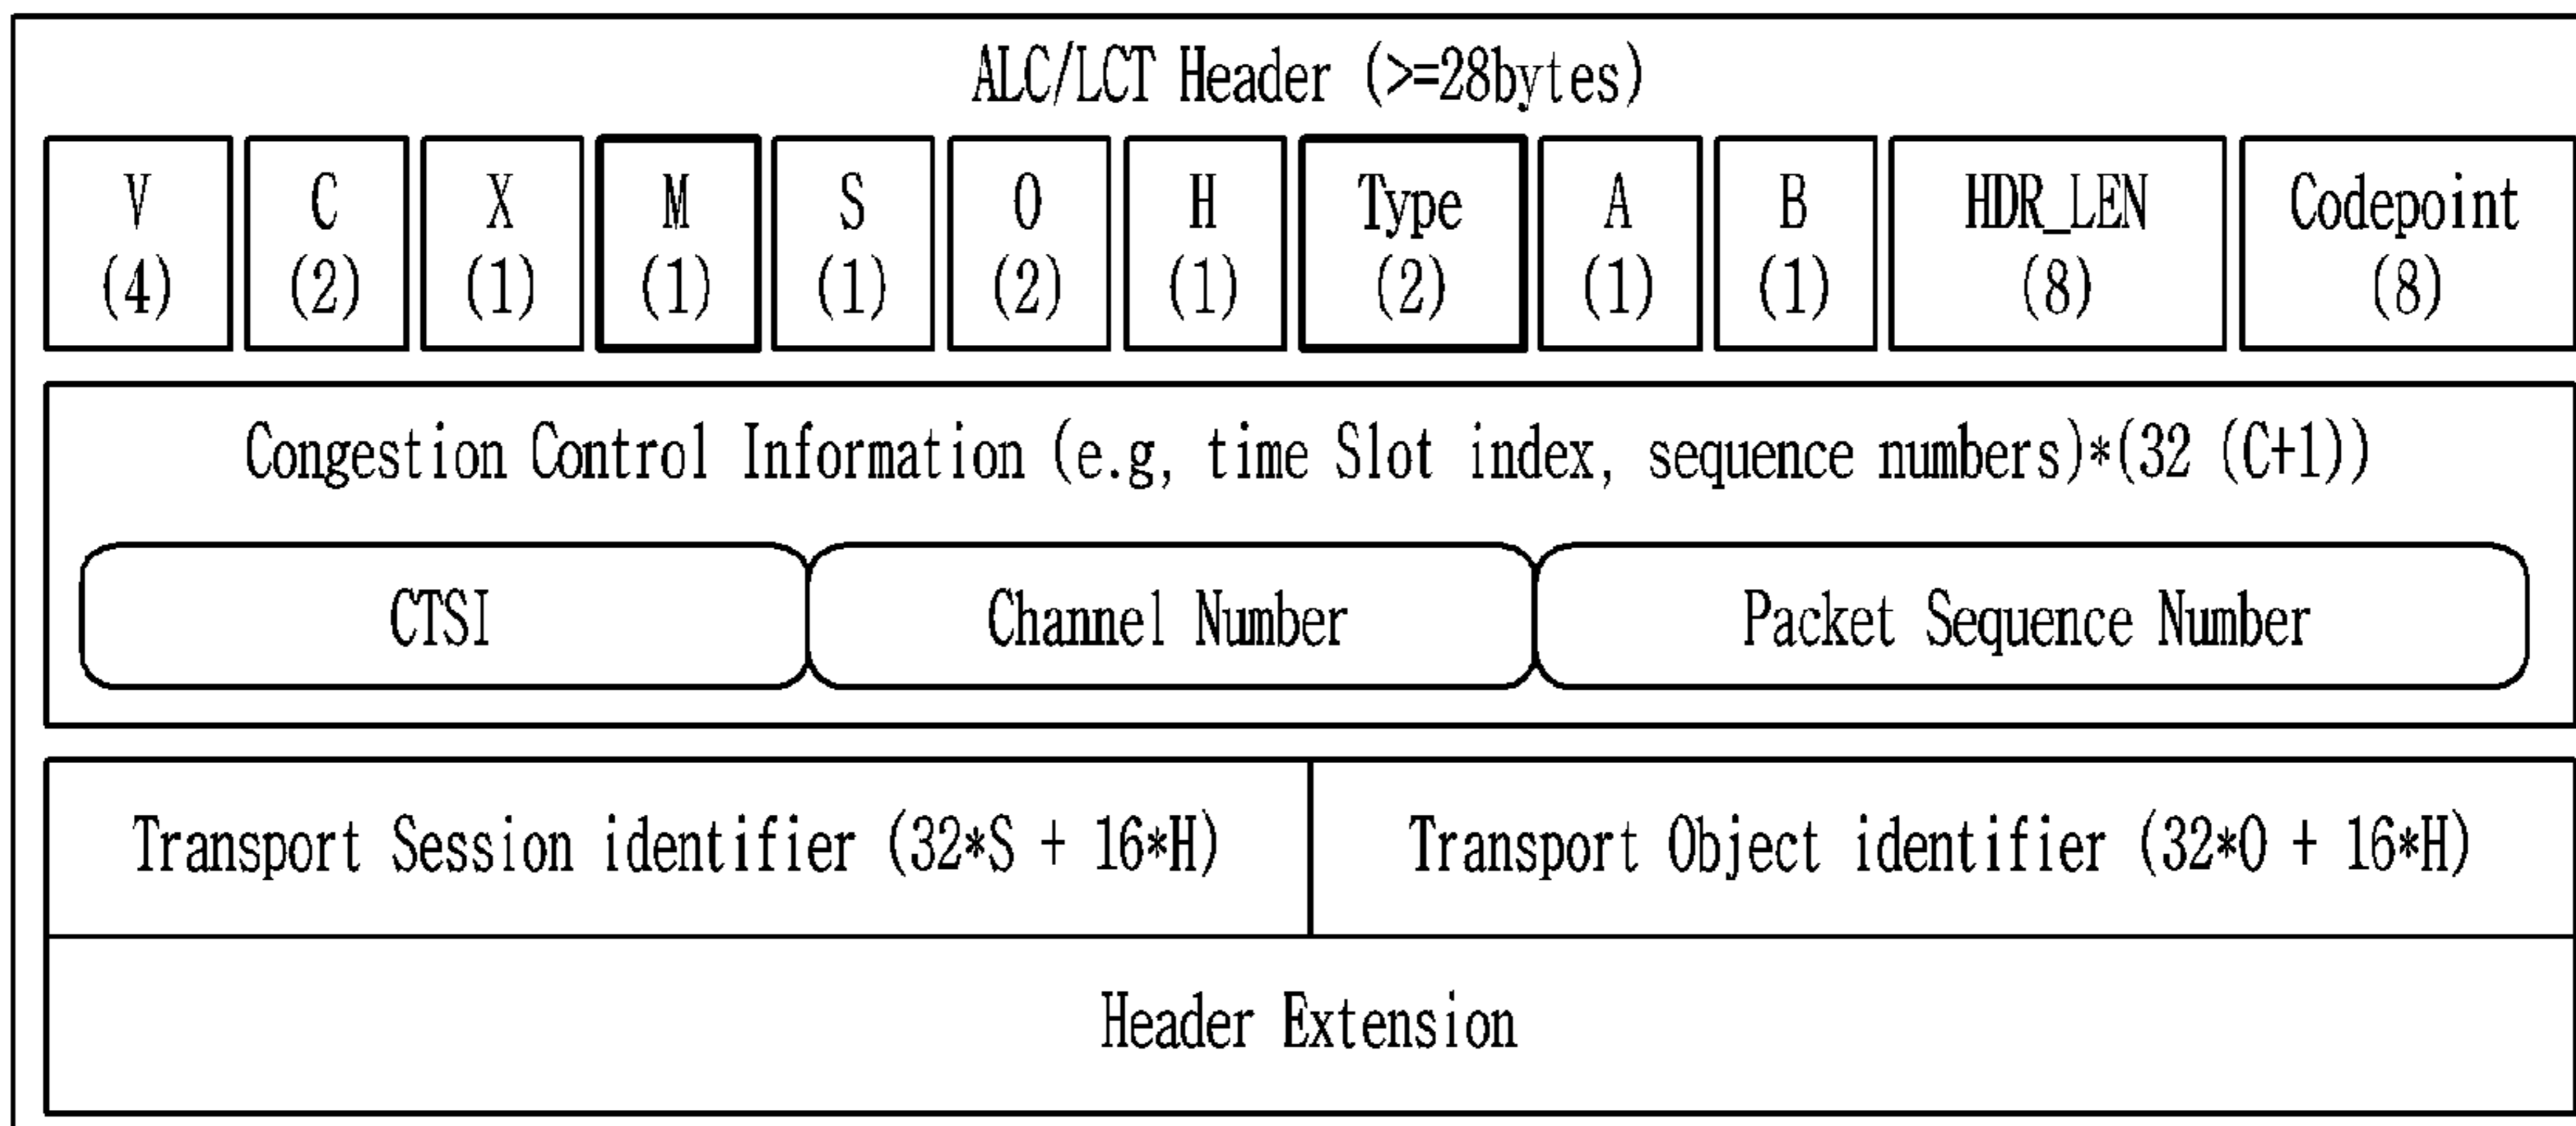 ALC/LCT Header (>=28bytes)
V C X M S O H Type A B HDR_LEN Codepoint
(4) (2) (1) (1) (1) (2) (1) (2) (1) (1) (8) (8)
Congestion Control Information (e.g, time Slot index, sequence numbers)*(32 (C+1))
CTSI Channel Number Packet Sequence Number
Transport Session identifier (32*S + 16*H) Transport Object identifier (32*O + 16*H)
Header Extension